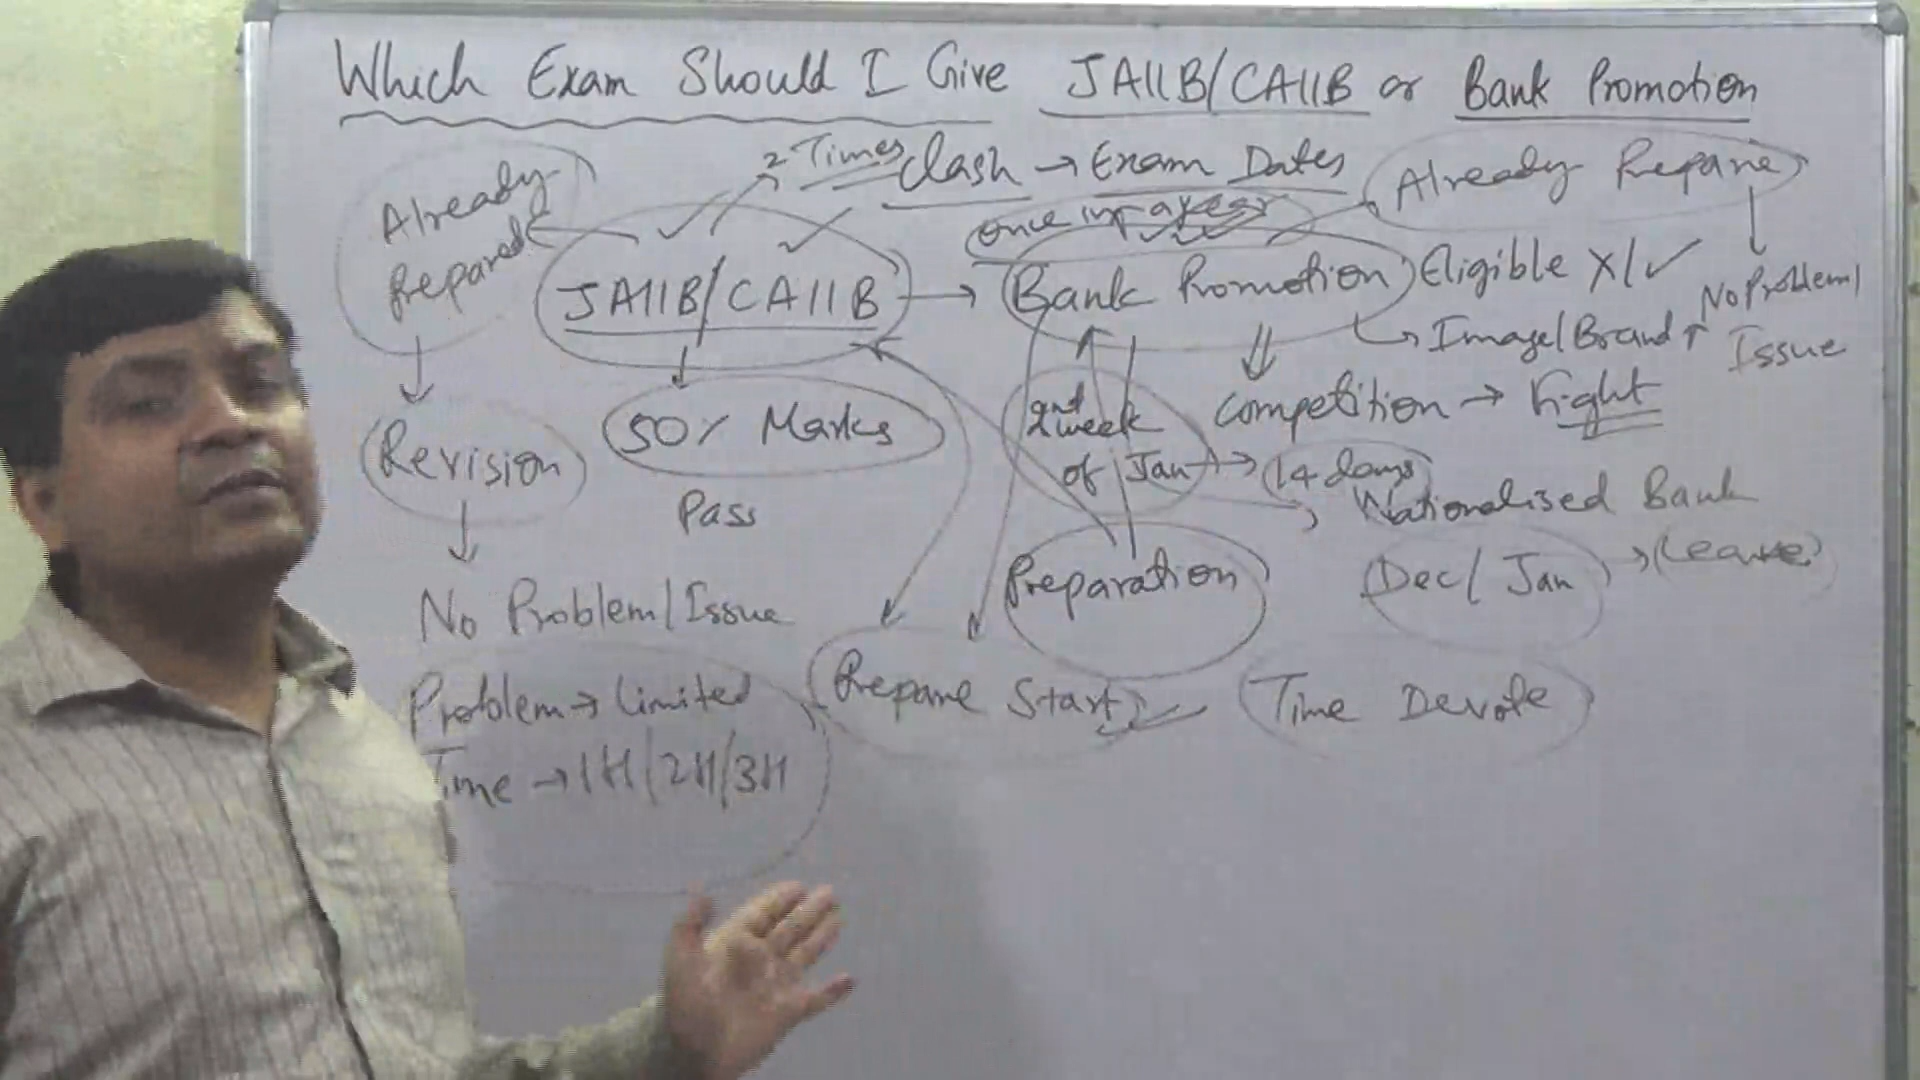 Which Exam Should I Give JAIIB/CAIIB or Bank Promotion
2 Times Clash → Exam Dates
Already Prepared
once in a year
Already Prepare
JAIIB/CAIIB → Bank Promotion
Eligible X/✓
No Problem/
Issue
Image/Brand ↑
50% Marks
Pass
2nd week
of Jan → 14 days
Competition → Fight
Nationalised Bank
Revision
No Problem/Issue
Preparation
Dec/Jan → (Leave)
Problem → Limited
Time → 1H/2H/3H
Prepare Start
Time Devote